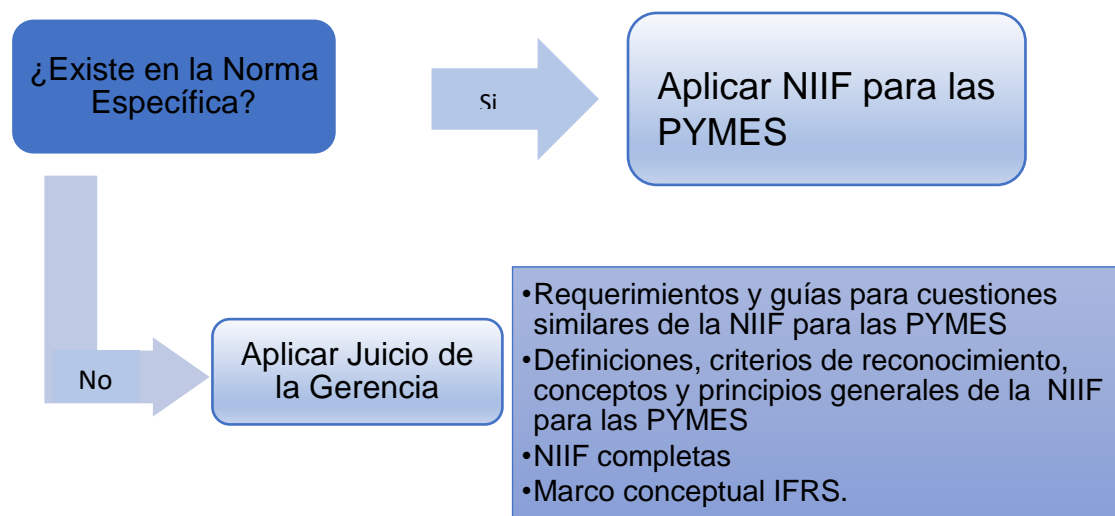 ¿Existe en la Norma
Específica?
Si
Aplicar NIIF para las
PYMES
No
Aplicar Juicio de
la Gerencia
•Requerimientos y guías para cuestiones
similares de la NIIF para las PYMES
•Definiciones, criterios de reconocimiento,
conceptos y principios generales de la NIIF
para las PYMES
•NIIF completas
•Marco conceptual IFRS.